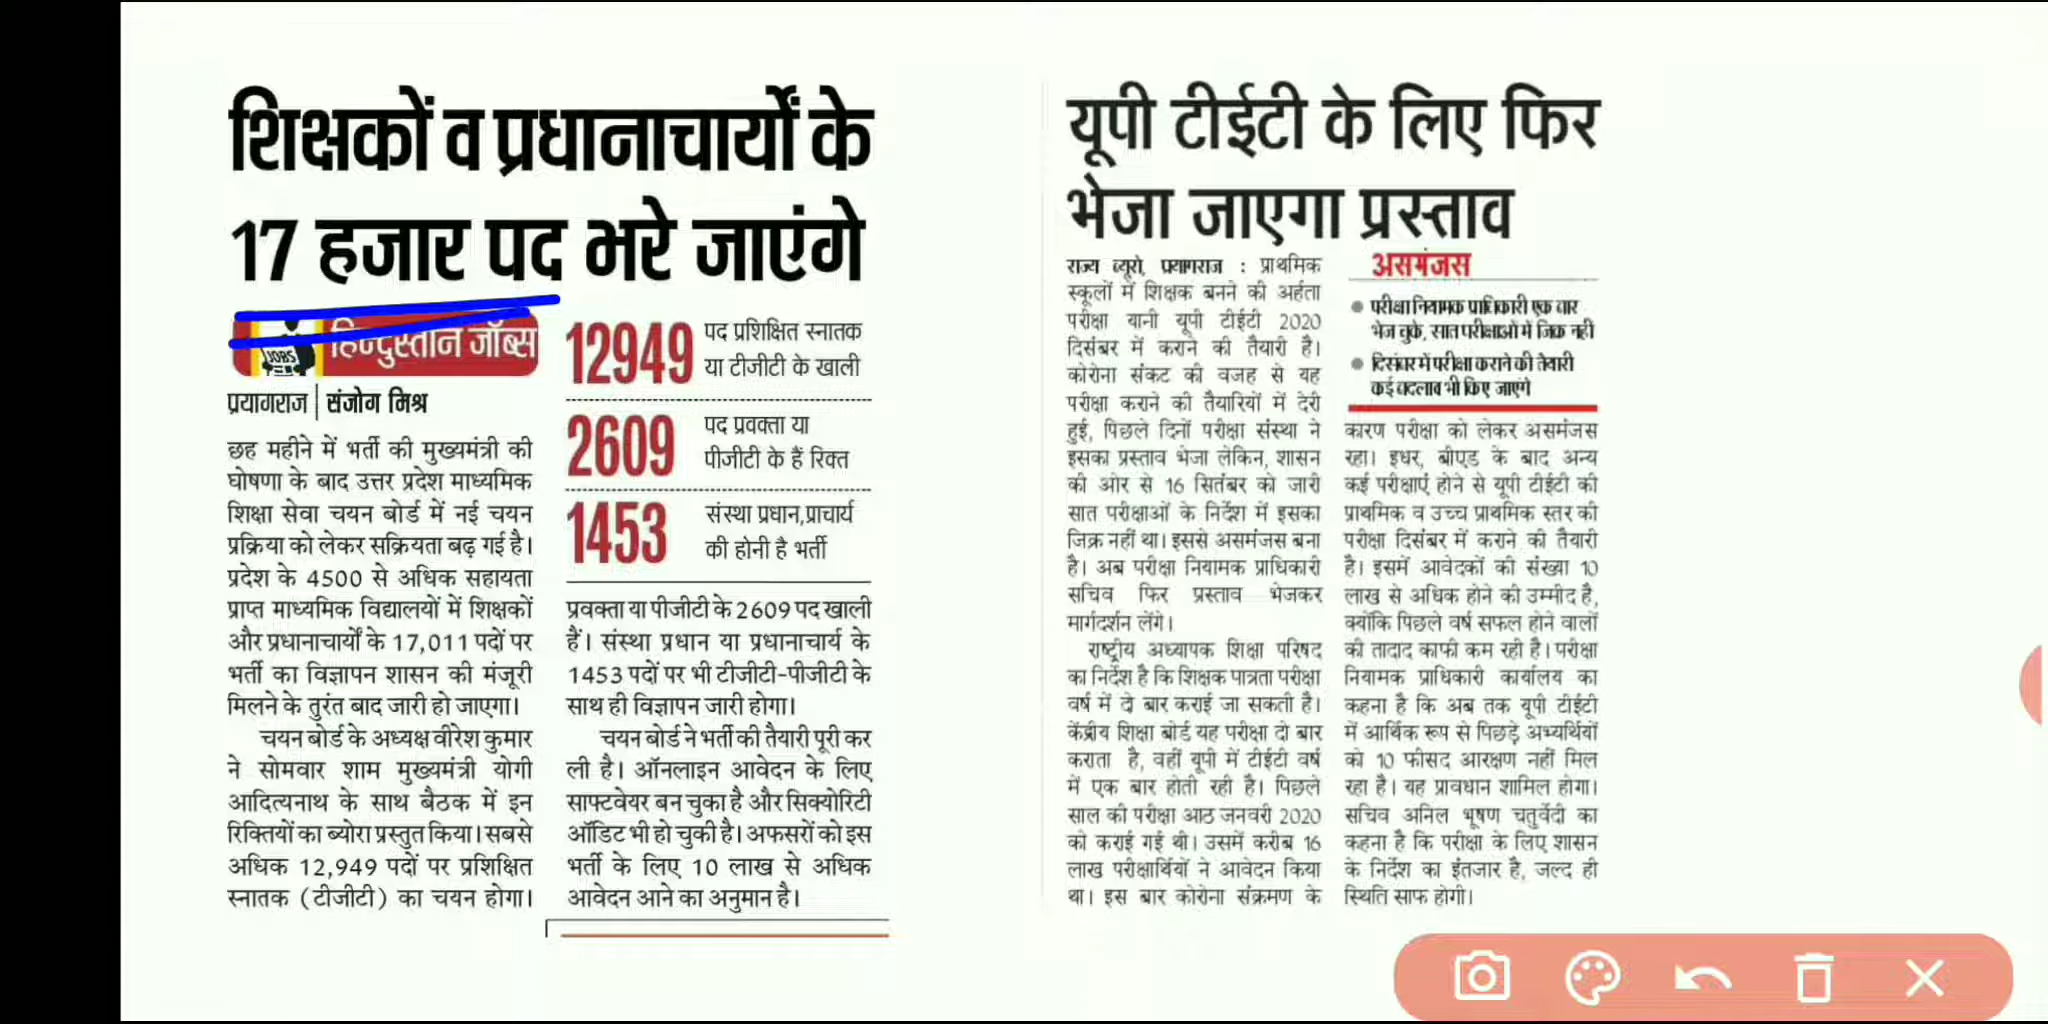 शिक्षकों व प्रधानाचार्यों के
17 हजार पद भरे जाएंगे
JOBS
हिन्दुस्तान जॉब्स
प्रयागराज | संजोग मिश्र
छह महीने में भर्ती की मुख्यमंत्री की
घोषणा के बाद उत्तर प्रदेश माध्यमिक
शिक्षा सेवा चयन बोर्ड में नई चयन
प्रक्रिया को लेकर सक्रियता बढ़ गई है।
प्रदेश के 4500 से अधिक सहायता
प्राप्त माध्यमिक विद्यालयों में शिक्षकों
और प्रधानाचार्यों के 17,011 पदों पर
भर्ती का विज्ञापन शासन की मंजूरी
मिलने के तुरंत बाद जारी हो जाएगा।
चयन बोर्ड के अध्यक्ष वीरेश कुमार
ने सोमवार शाम मुख्यमंत्री योगी
आदित्यनाथ के साथ बैठक में इन
रिक्तियों का ब्योरा प्रस्तुत किया। सबसे
अधिक 12,949 पदों पर प्रशिक्षित
स्नातक (टीजीटी) का चयन होगा।
12949 पद प्रशिक्षित स्नातक
या टीजीटी के खाली
2609 पद प्रवक्ता या
पीजीटी के हैं रिक्त
1453 संस्था प्रधान,प्राचार्य
की होनी है भर्ती
प्रवक्ता या पीजीटी के 2609 पद खाली
हैं। संस्था प्रधान या प्रधानाचार्य के
1453 पदों पर भी टीजीटी-पीजीटी के
साथ ही विज्ञापन जारी होगा।
चयन बोर्ड ने भर्ती की तैयारी पूरी कर
ली है। ऑनलाइन आवेदन के लिए
साफ्टवेयर बन चुका है और सिक्योरिटी
ऑडिट भी हो चुकी है। अफसरों को इस
भर्ती के लिए 10 लाख से अधिक
आवेदन आने का अनुमान है।
यूपी टीईटी के लिए फिर
भेजा जाएगा प्रस्ताव
राज्य ब्यूरो, प्रयागराज : प्राथमिक
स्कूलों में शिक्षक बनने की अर्हता
परीक्षा यानी यूपी टीईटी 2020
दिसंबर में कराने की तैयारी है।
कोरोना संकट की वजह से यह
परीक्षा कराने की तैयारियों में देरी
हुई, पिछले दिनों परीक्षा संस्था ने
इसका प्रस्ताव भेजा लेकिन, शासन
की ओर से 16 सितंबर को जारी
सात परीक्षाओं के निर्देश में इसका
जिक्र नहीं था। इससे असमंजस बना
है। अब परीक्षा नियामक प्राधिकारी
सचिव फिर प्रस्ताव भेजकर
मार्गदर्शन लेंगे।
राष्ट्रीय अध्यापक शिक्षा परिषद
का निर्देश है कि शिक्षक पात्रता परीक्षा
वर्ष में दो बार कराई जा सकती है।
केंद्रीय शिक्षा बोर्ड यह परीक्षा दो बार
कराता है, वहीं यूपी में टीईटी वर्ष
में एक बार होती रही है। पिछले
साल की परीक्षा आठ जनवरी 2020
को कराई गई थी। उसमें करीब 16
लाख परीक्षार्थियों ने आवेदन किया
था। इस बार कोरोना संक्रमण के
असमंजस
परीक्षा नियामक प्राधिकारी एक बार
भेज चुके, सात परीक्षाओं में जिक्र नहीं
दिसंबर में परीक्षा कराने की तैयारी
कई बदलाव भी किए जाएंगे
कारण परीक्षा को लेकर असमंजस
रहा। इधर, बीएड के बाद अन्य
कई परीक्षाएं होने से यूपी टीईटी की
प्राथमिक व उच्च प्राथमिक स्तर की
परीक्षा दिसंबर में कराने की तैयारी
है। इसमें आवेदकों की संख्या 10
लाख से अधिक होने की उम्मीद है,
क्योंकि पिछले वर्ष सफल होने वालों
की तादाद काफी कम रही है। परीक्षा
नियामक प्राधिकारी कार्यालय का
कहना है कि अब तक यूपी टीईटी
में आर्थिक रूप से पिछड़े अभ्यर्थियों
को 10 फीसद आरक्षण नहीं मिल
रहा है। यह प्रावधान शामिल होगा।
सचिव अनिल भूषण चतुर्वेदी का
कहना है कि परीक्षा के लिए शासन
के निर्देश का इंतजार है, जल्द ही
स्थिति साफ होगी।